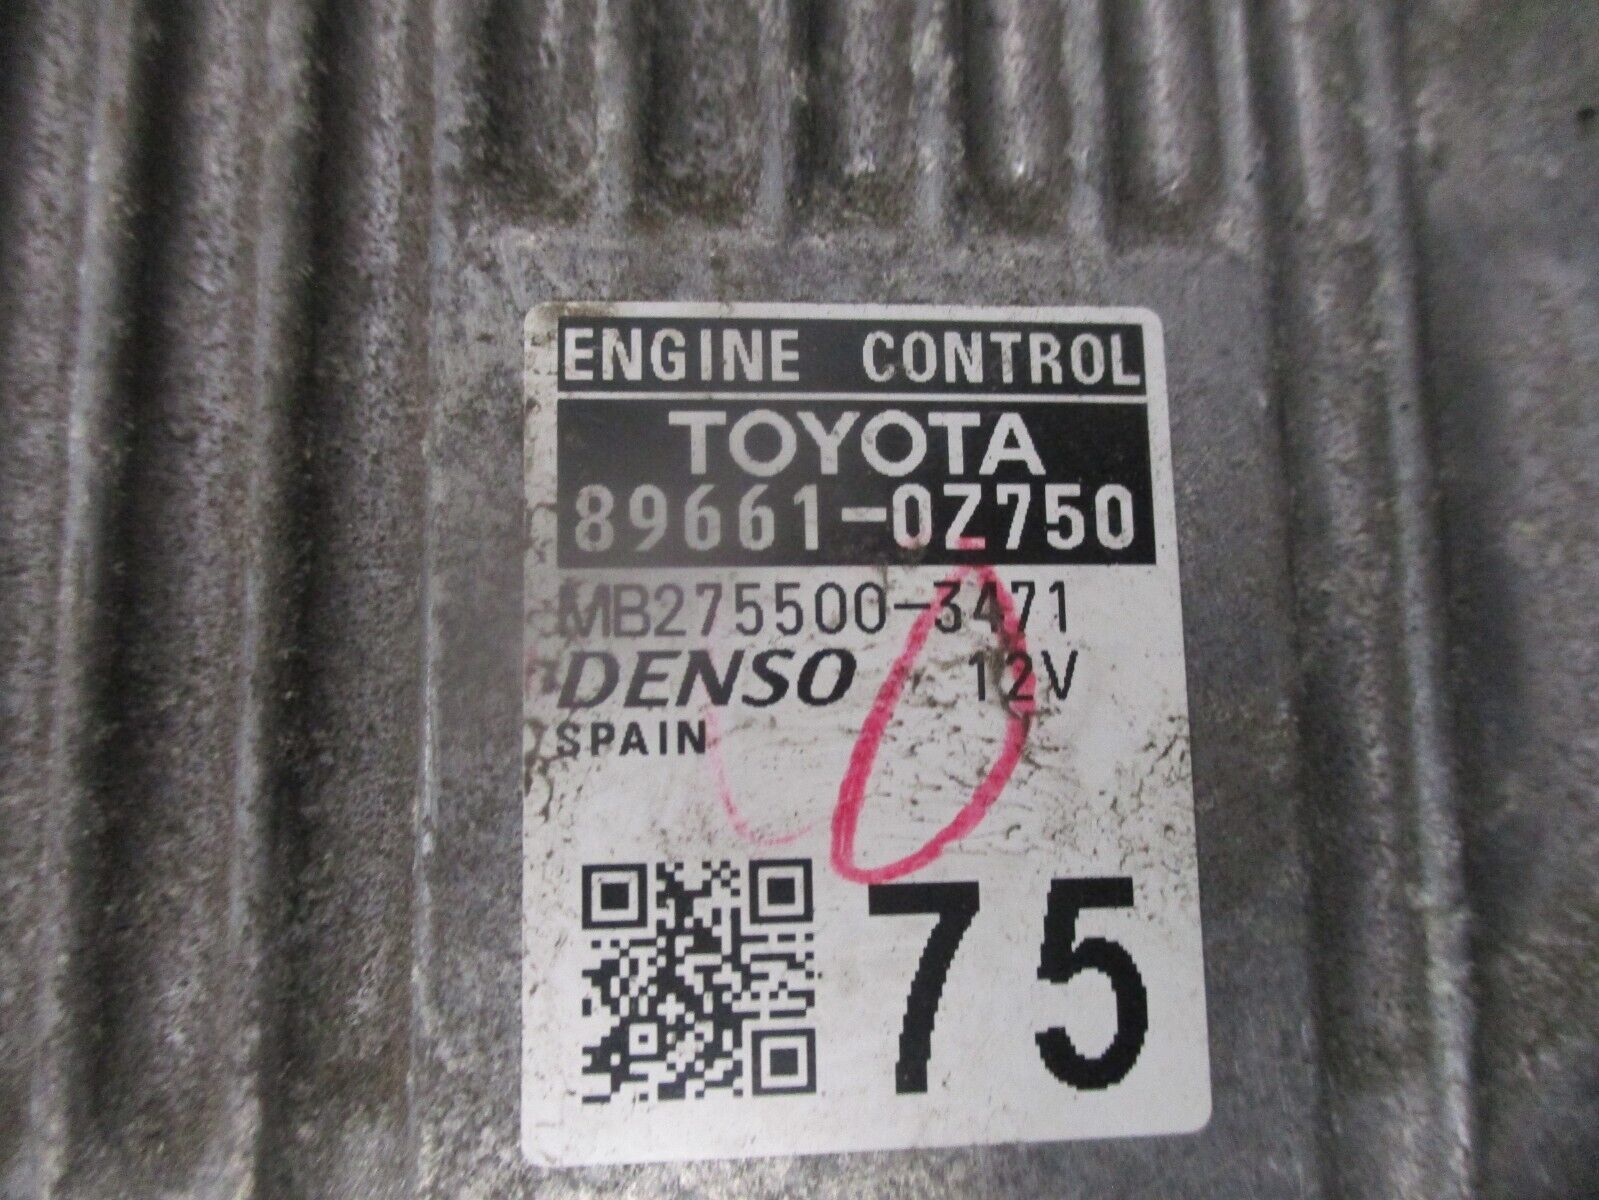 ENGINE CONTROL
TOYOTA
89661-0Z750
MB275500-3471
DENSO 12V
SPAIN
75